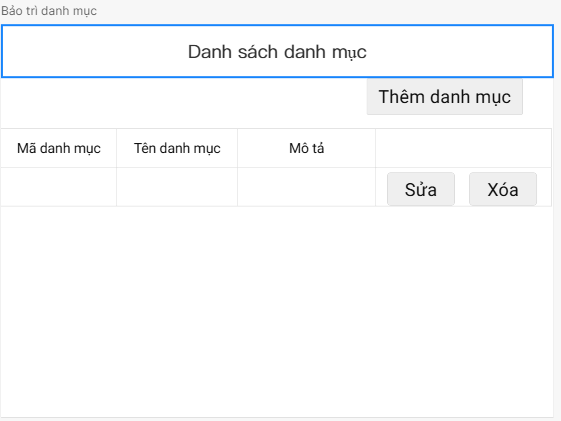 Bảo trì danh mục
Danh sách danh mục
Thêm danh mục
Mã danh mục Tên danh mục Mô tả
Sửa Xóa